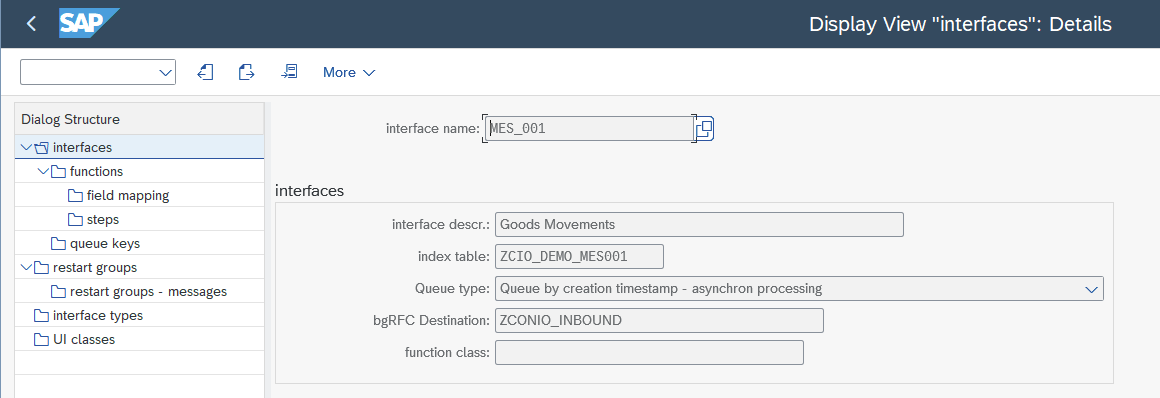 SAP
Display View "interfaces": Details
More
Dialog Structure
interfaces
functions
field mapping
steps
queue keys
restart groups
restart groups - messages
interface types
UI classes
interface name: MES_001
interfaces
interface descr.: Goods Movements
index table: ZCIO_DEMO_MES001
Queue type: Queue by creation timestamp - asynchron processing
bgRFC Destination: ZCONIO_INBOUND
function class: